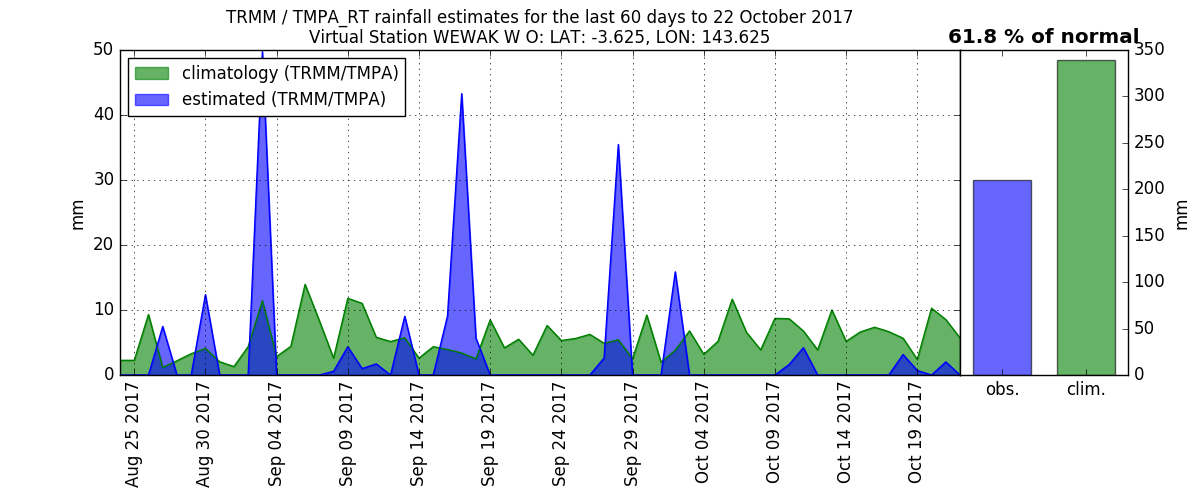 TRMM / TMPA_RT rainfall estimates for the last 60 days to 22 October 2017
Virtual Station WEWAK W O: LAT: -3.625, LON: 143.625
61.8 % of normal
climatology (TRMM/TMPA)
estimated (TRMM/TMPA)
mm
50
40
30
20
10
0
Aug 25 2017
Aug 30 2017
Sep 04 2017
Sep 09 2017
Sep 14 2017
Sep 19 2017
Sep 24 2017
Sep 29 2017
Oct 04 2017
Oct 09 2017
Oct 14 2017
Oct 19 2017
350
300
250
200
150
100
50
0
mm
obs.
clim.